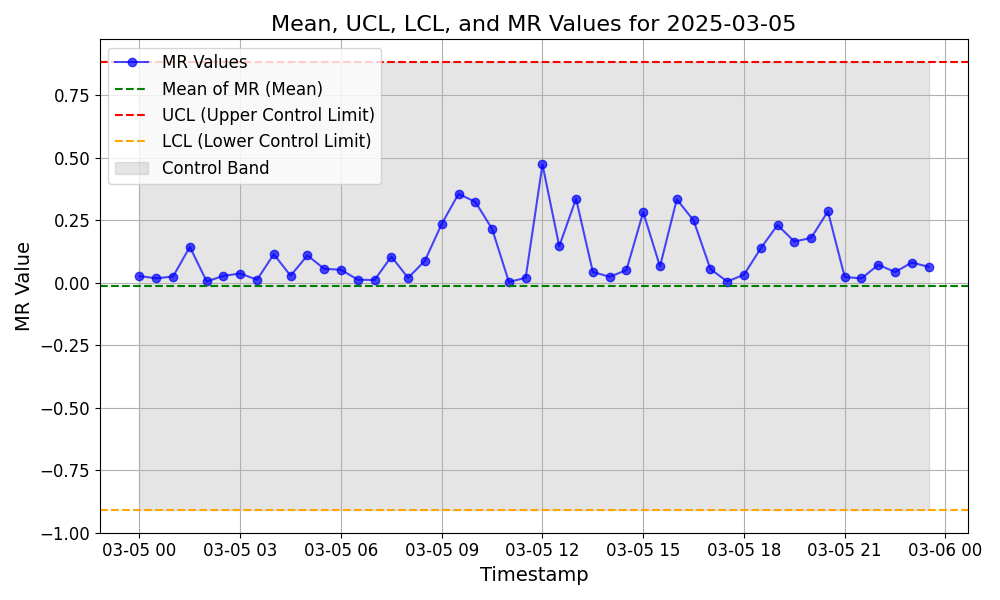 Mean, UCL, LCL, and MR Values for 2025-03-05
MR Values
Mean of MR (Mean)
UCL (Upper Control Limit)
LCL (Lower Control Limit)
Control Band
MR Value
0.75
0.50
0.25
0.00
−0.25
−0.50
−0.75
−1.00
03-05 00 03-05 03 03-05 06 03-05 09 03-05 12 03-05 15 03-05 18 03-05 21 03-06 00
Timestamp